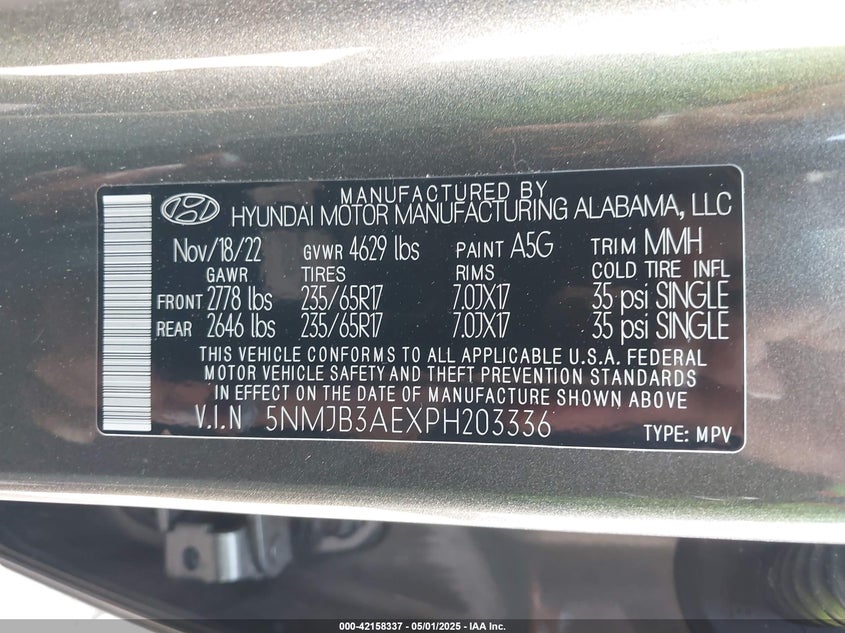 MANUFACTURED BY
HYUNDAI MOTOR MANUFACTURING ALABAMA, LLC
Nov/18/22 GVWR 4629 lbs PAINT A5G TRIM MMH
GAWR TIRES RIMS COLD TIRE INFL
FRONT 2778 lbs 235/65R17 7.0JX17 35 psi SINGLE
REAR 2646 lbs 235/65R17 7.0JX17 35 psi SINGLE
THIS VEHICLE CONFORMS TO ALL APPLICABLE U.S.A. FEDERAL
MOTOR VEHICLE SAFETY AND THEFT PREVENTION STANDARDS
IN EFFECT ON THE DATE OF MANUFACTURE SHOWN ABOVE
V.I.N 5NMJB3AEXPH203336 TYPE: MPV
000-42158337 - 05/01/2025 - IAA Inc.